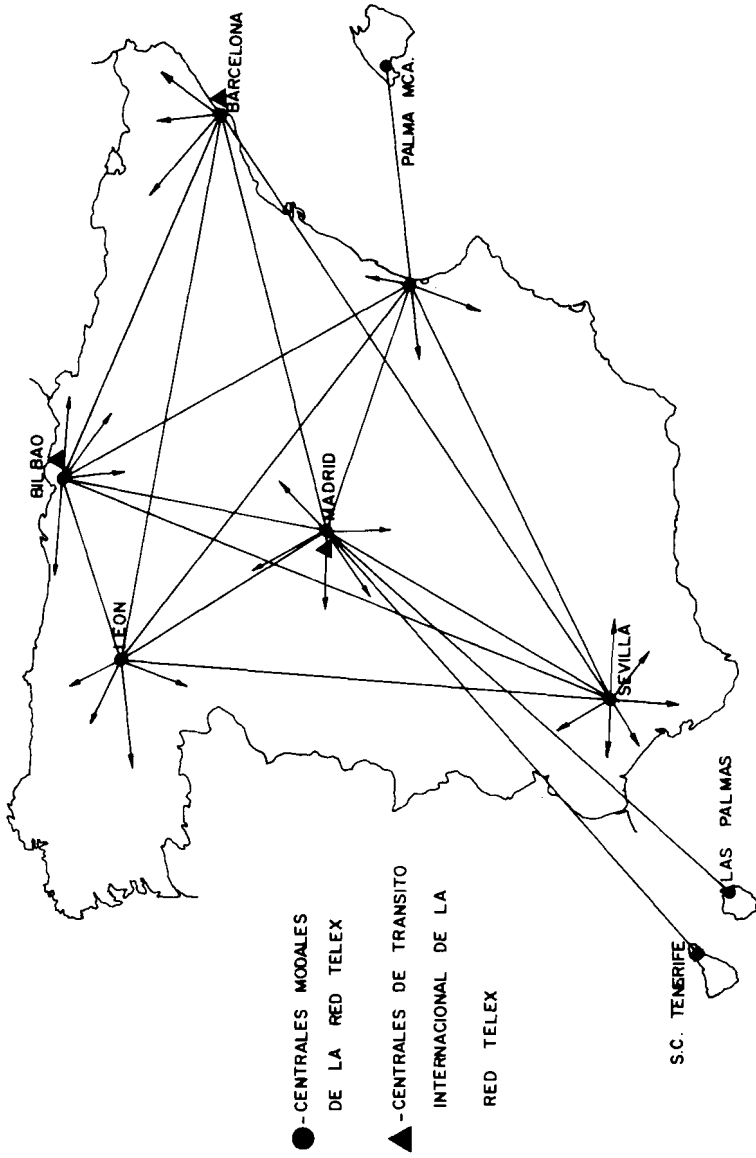 BILBAO
BARCELONA
LEON
MADRID
PALMA MCA.
SEVILLA
LAS PALMAS
S.C. TENERIFE
-CENTRALES MODALES
DE LA RED TELEX
-CENTRALES DE TRANSITO
INTERNACIONAL DE LA
RED TELEX